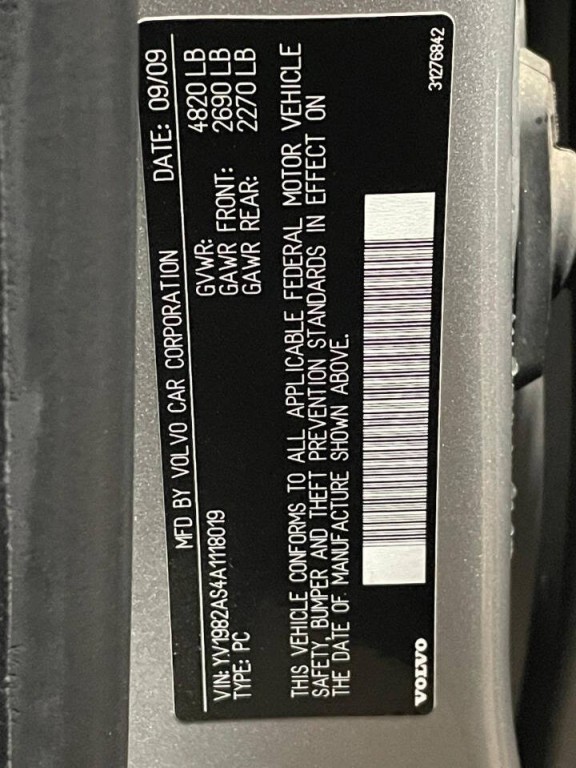 MFD BY VOLVO CAR CORPORATION DATE: 09/09
GVWR: 4820 LB
GAWR FRONT: 2690 LB
VIN: YV1982AS4A1118019
TYPE: PC GAWR REAR: 2270 LB
THIS VEHICLE CONFORMS TO ALL APPLICABLE FEDERAL MOTOR VEHICLE
SAFETY, BUMPER AND THEFT PREVENTION STANDARDS IN EFFECT ON
THE DATE OF MANUFACTURE SHOWN ABOVE.
VOLVO 31276842